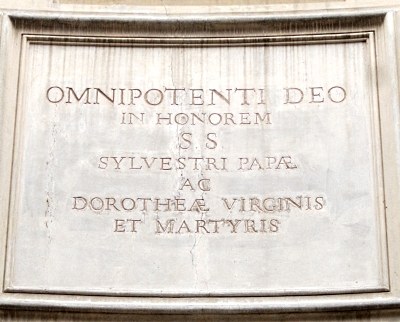 OMNIPOTENTI DEO
IN HONOREM
S S
SYLVESTRI PAPÆ
AC
DOROTHEÆ VIRGINIS
ET MARTYRIS